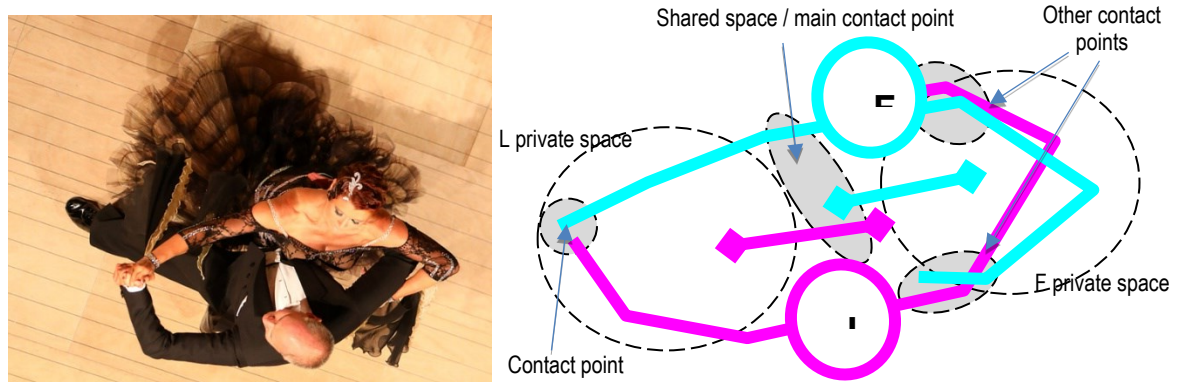 Shared space / main contact point
Other contact
points
L private space
F private space
Contact point